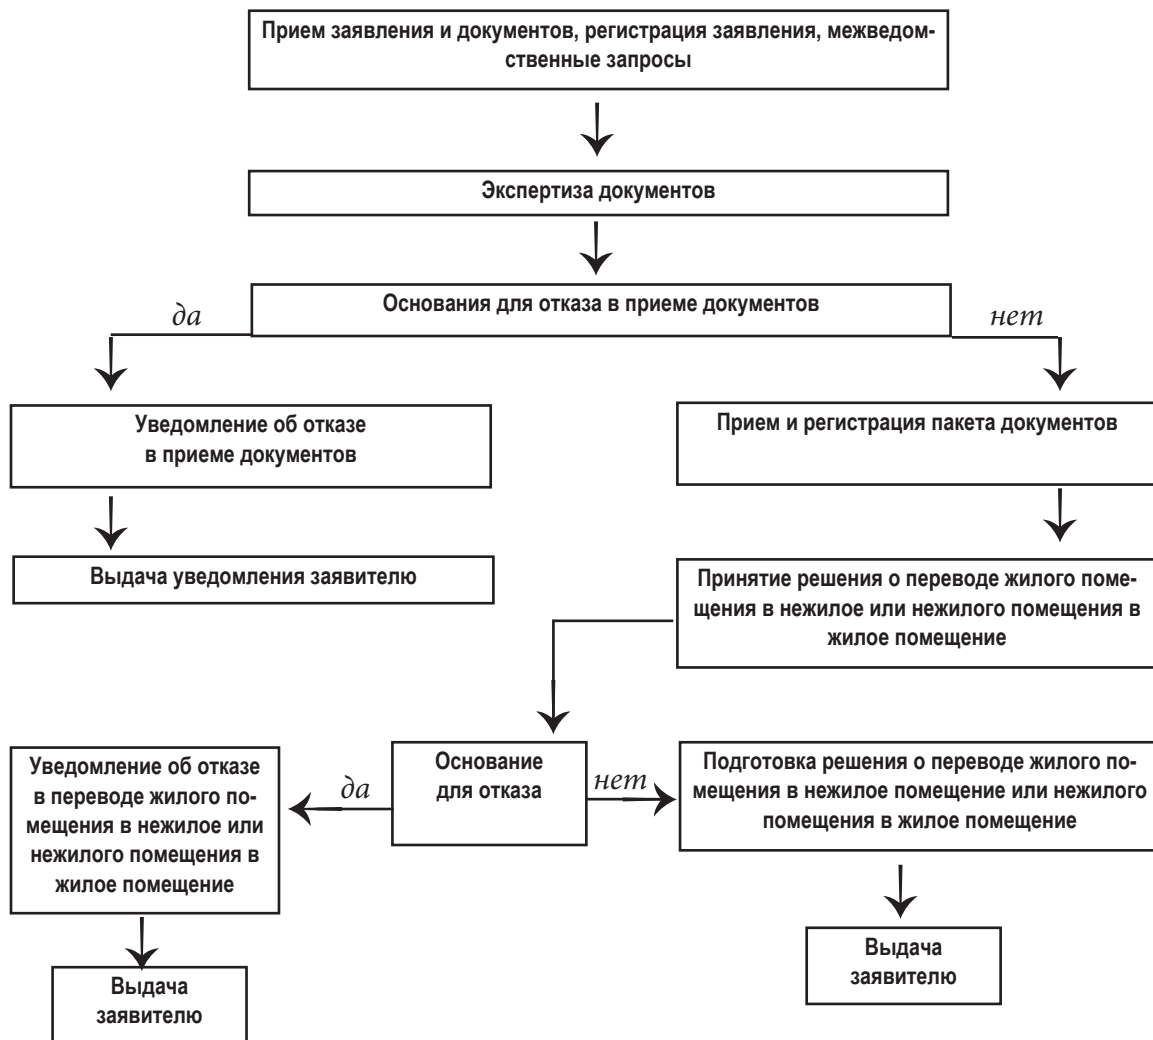 Прием заявления и документов, регистрация заявления, межведом-
ственные запросы
Экспертиза документов
Основания для отказа в приеме документов
да
нет
Уведомление об отказе
в приеме документов
Прием и регистрация пакета документов
Выдача уведомления заявителю
Принятие решения о переводе жилого поме-
щения в нежилое или нежилого помещения в
жилое помещение
Уведомление об отказе
в переводе жилого по-
мещения в нежилое или
нежилого помещения в
жилое помещение
да
Основание
для отказа
нет
Подготовка решения о переводе жилого по-
мещения в нежилое помещение или нежилого
помещения в жилое помещение
Выдача
заявителю
Выдача
заявителю